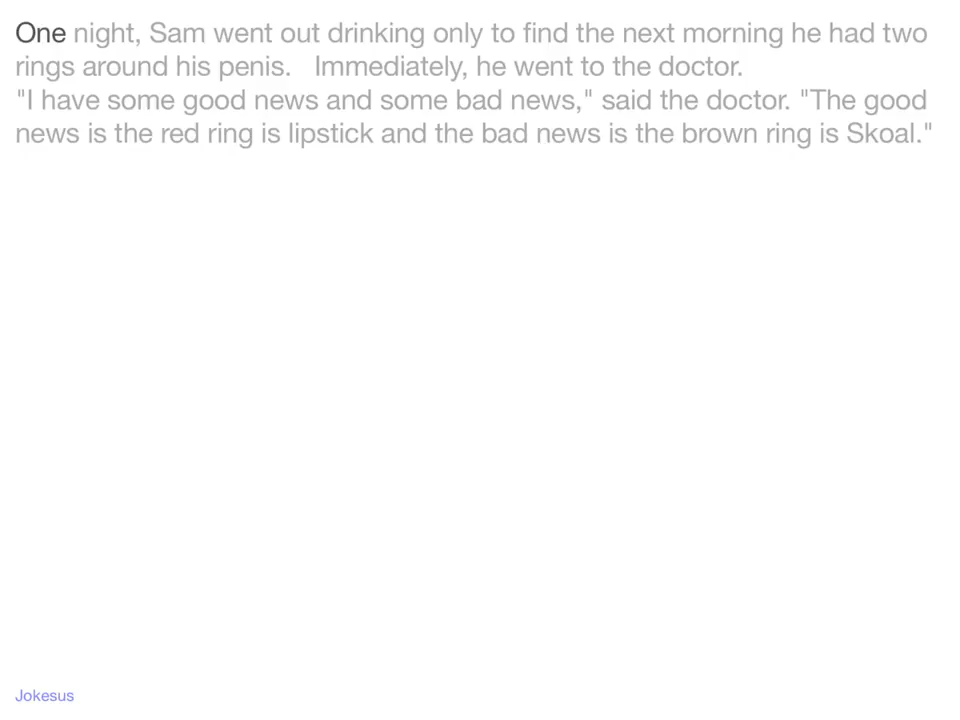 One night, Sam went out drinking only to find the next morning he had two
rings around his penis.   Immediately, he went to the doctor.
"I have some good news and some bad news," said the doctor. "The good
news is the red ring is lipstick and the bad news is the brown ring is Skoal."
Jokesus